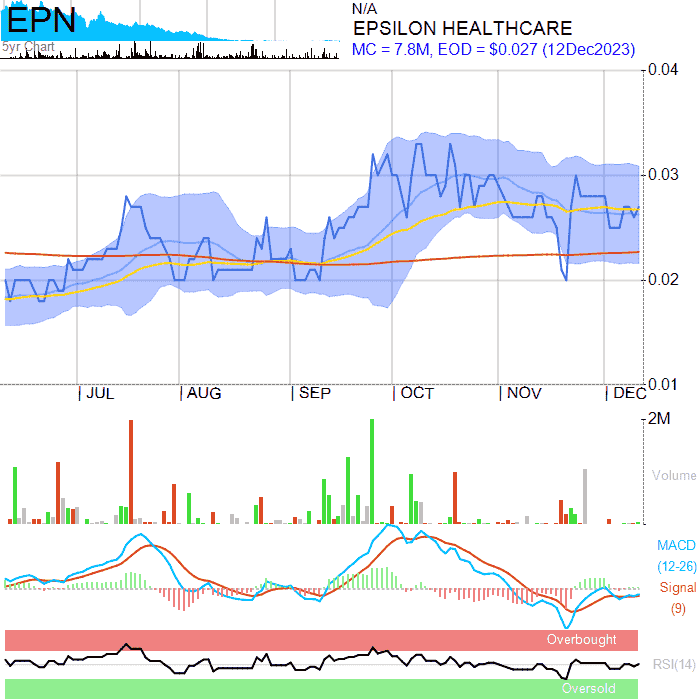 EPN
5yr Chart
N/A
EPSILON HEALTHCARE
MC = 7.8M, EOD = $0.027 (12Dec2023)
0.04
0.03
0.02
0.01
JUL AUG SEP OCT NOV DEC
2M
Volume
MACD
(12-26)
Signal
(9)
Overbought
RSI(14)
Oversold